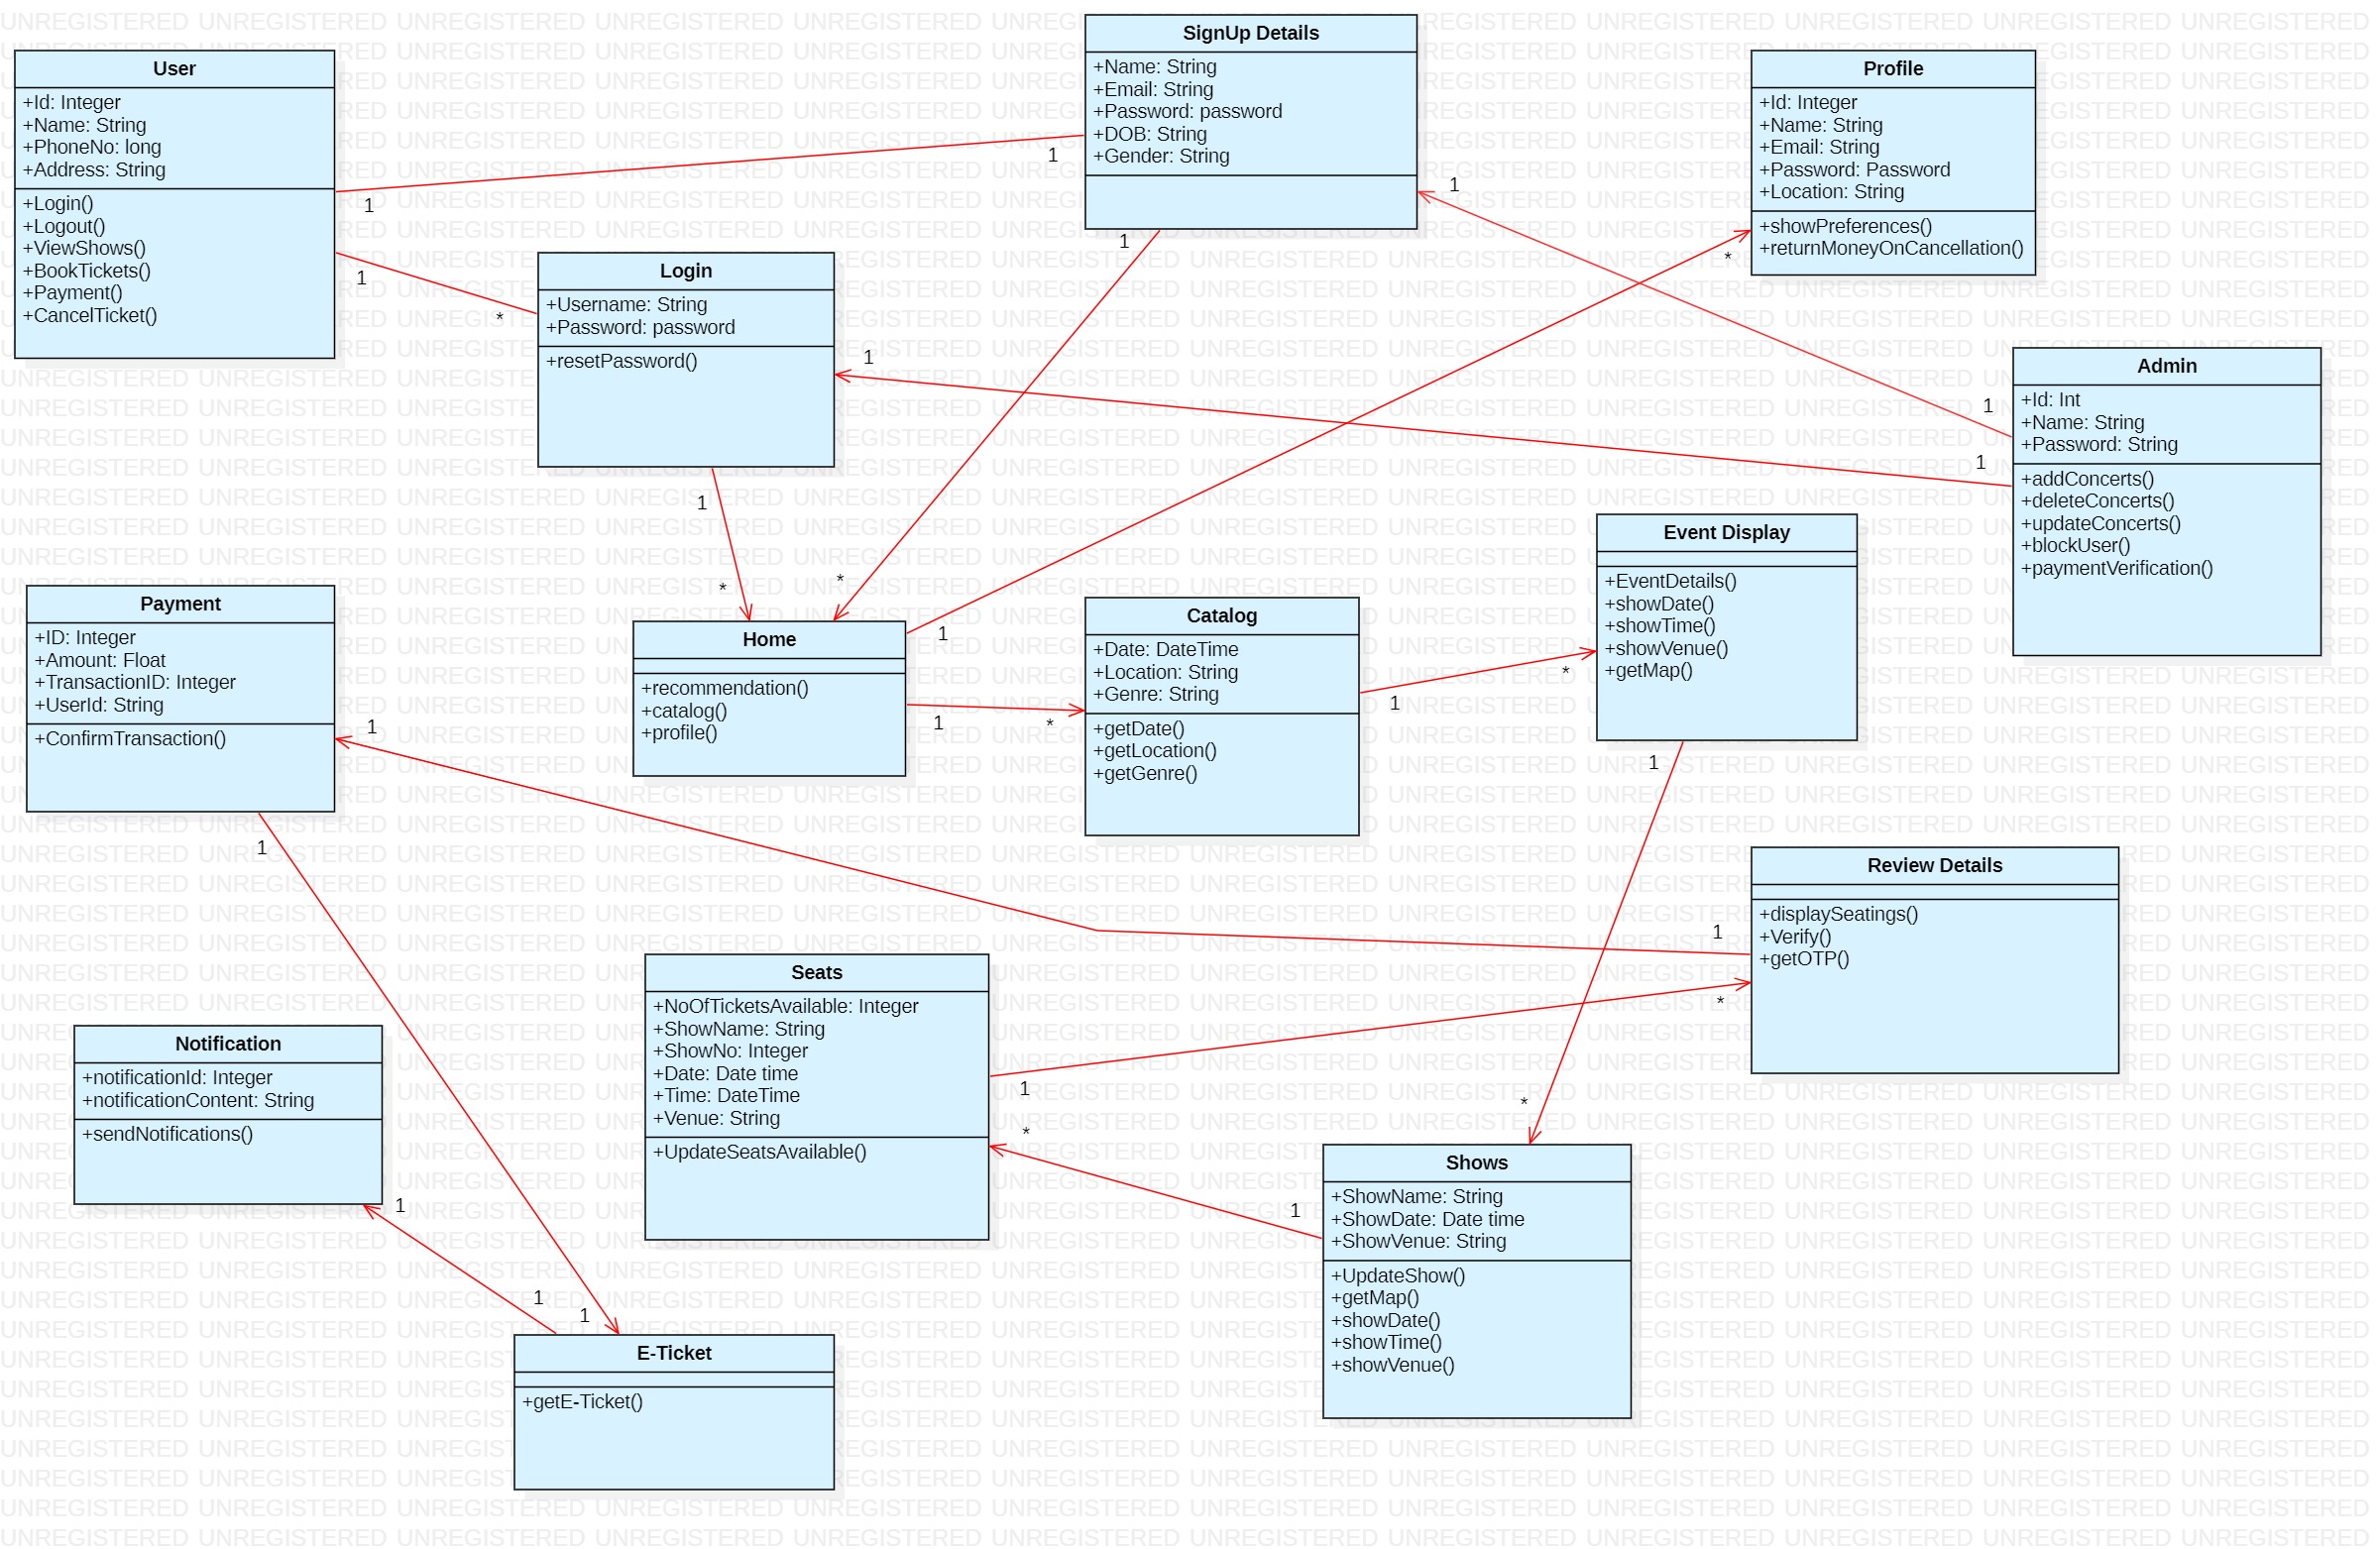 SignUp Details
+Name: String
+Email: String
+Password: password
+DOB: String
+Gender: String
User
+Id: Integer
+Name: String
+PhoneNo: long
+Address: String
+Login()
+Logout()
+ViewShows()
+BookTickets()
+Payment()
+CancelTicket()
Profile
+Id: Integer
+Name: String
+Email: String
+Password: Password
+Location: String
+showPreferences()
+returnMoneyOnCancellation()
1
1
1
1
*
1
*
Login
+Username: String
+Password: password
+resetPassword()
1
Admin
+Id: Int
+Name: String
+Password: String
+addConcerts()
+deleteConcerts()
+updateConcerts()
+blockUser()
+paymentVerification()
1
1
1
*
*
Event Display
+EventDetails()
+showDate()
+showTime()
+showVenue()
+getMap()
Payment
+ID: Integer
+Amount: Float
+TransactionID: Integer
+UserId: String
+ConfirmTransaction()
Home
+recommendation()
+catalog()
+profile()
1
1
*
Catalog
+Date: DateTime
+Location: String
+Genre: String
+getDate()
+getLocation()
+getGenre()
*
1
1
1
1
Review Details
+displaySeatings()
+Verify()
+getOTP()
1
*
Seats
+NoOfTicketsAvailable: Integer
+ShowName: String
+ShowNo: Integer
+Date: Date time
+Time: DateTime
+Venue: String
+UpdateSeatsAvailable()
1
*
*
1
Notification
+notificationId: Integer
+notificationContent: String
+sendNotifications()
1
1
1
Shows
+ShowName: String
+ShowDate: Date time
+ShowVenue: String
+UpdateShow()
+getMap()
+showDate()
+showTime()
+showVenue()
E-Ticket
+getE-Ticket()
UNREGISTERED